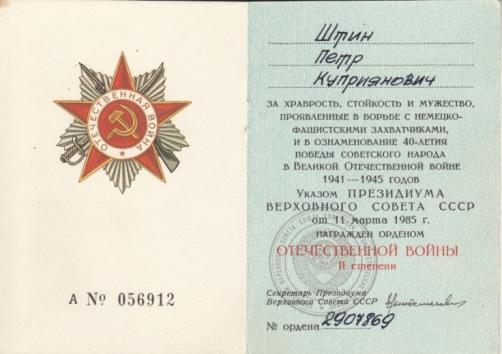 ОТЕЧЕСТВЕННАЯ ВОЙНА
А № 056912
Штин
Петр
Куприянович
ЗА ХРАБРОСТЬ, СТОЙКОСТЬ И МУЖЕСТВО,
ПРОЯВЛЕННЫЕ В БОРЬБЕ С НЕМЕЦКО-
ФАШИСТСКИМИ ЗАХВАТЧИКАМИ,
И В ОЗНАМЕНОВАНИЕ 40-ЛЕТИЯ
ПОБЕДЫ СОВЕТСКОГО НАРОДА
В ВЕЛИКОЙ ОТЕЧЕСТВЕННОЙ ВОЙНЕ
1941—1945 ГОДОВ
УКАЗОМ ПРЕЗИДИУМА
ВЕРХОВНОГО СОВЕТА СССР
от 11 марта 1985 г.
НАГРАЖДЕН ОРДЕНОМ
ОТЕЧЕСТВЕННОЙ ВОЙНЫ
II степени
Секретарь Президиума
Верховного Совета СССР
№ ордена 2907869